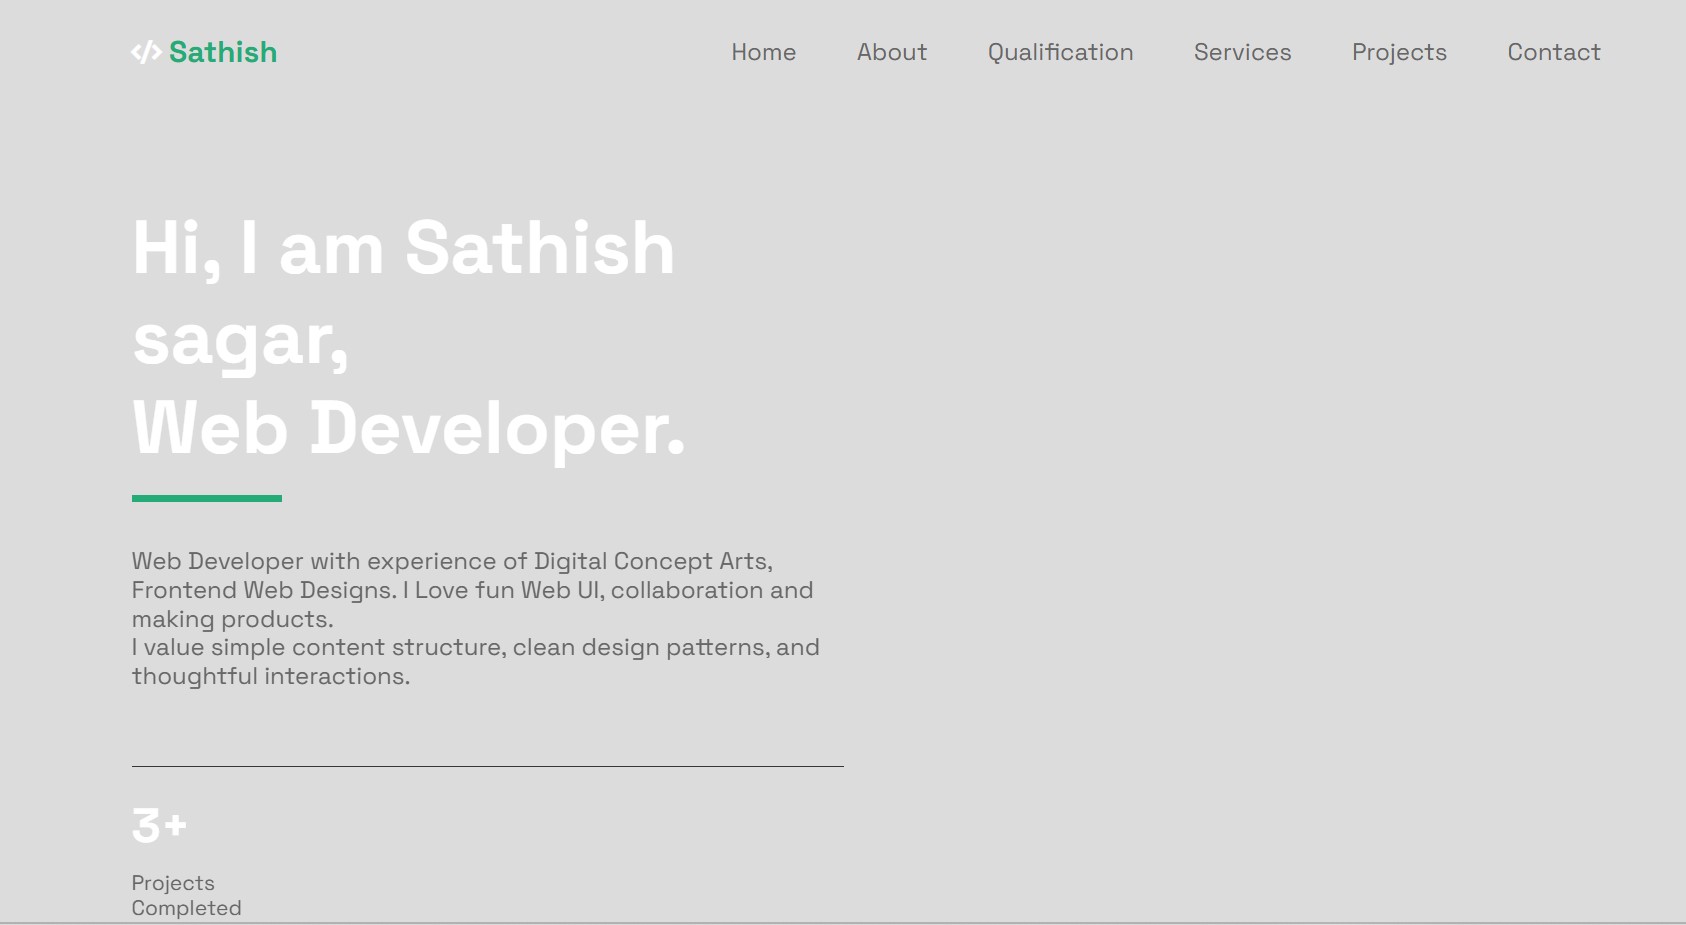 </> Sathish
Home About Qualification Services Projects Contact
Hi, I am Sathish
sagar,
Web Developer.
Web Developer with experience of Digital Concept Arts,
Frontend Web Designs. I Love fun Web UI, collaboration and
making products.
I value simple content structure, clean design patterns, and
thoughtful interactions.
3+
Projects
Completed